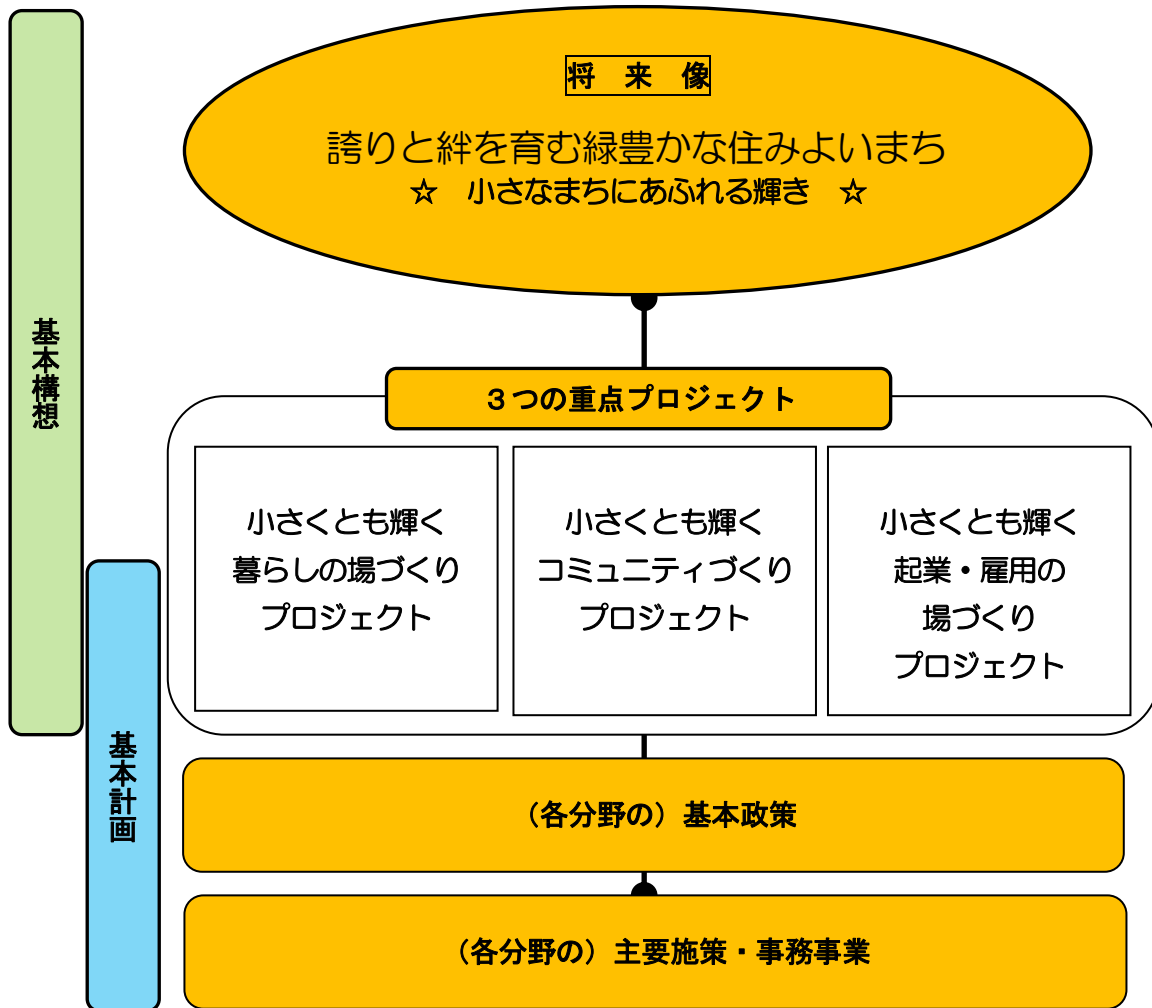 将　来　像
誇りと絆を育む緑豊かな住みよいまち
☆　小さなまちにあふれる輝き　☆
基本構想
３つの重点プロジェクト
小さくとも輝く
暮らしの場づくり
プロジェクト
小さくとも輝く
コミュニティづくり
プロジェクト
小さくとも輝く
起業・雇用の
場づくり
プロジェクト
基本計画
（各分野の）基本政策
（各分野の）主要施策・事務事業